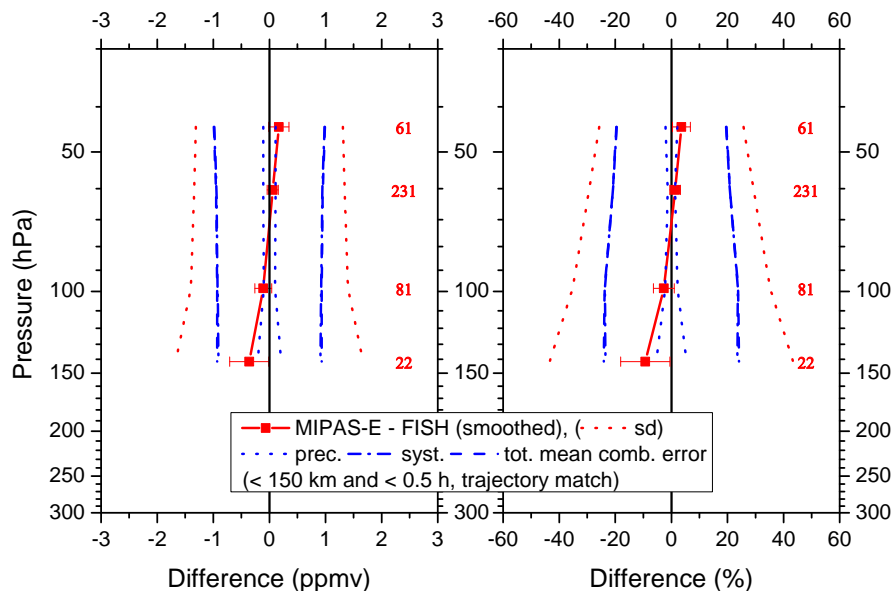 -3 -2 -1 0 1 2 3
-60 -40 -20 0 20 40 60
61 61
50 50
231 231
Pressure (hPa)
81 81
100 100
22 22
150 150
MIPAS-E - FISH (smoothed), ( sd)
200 200
prec. syst. tot. mean comb. error
250 250
(< 150 km and < 0.5 h, trajectory match)
300 300
-3 -2 -1 0 1 2 3
-60 -40 -20 0 20 40 60
Difference (ppmv)
Difference (%)